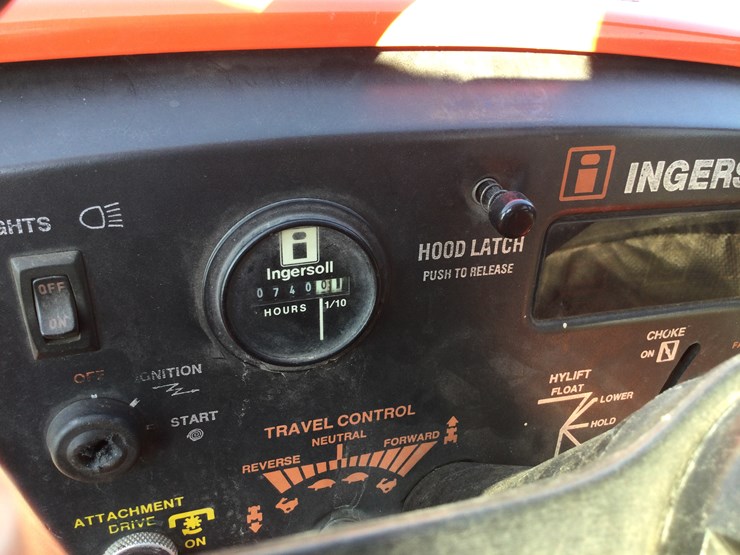 INGERS
GHTS
HOOD LATCH
PUSH TO RELEASE
i
Ingersoll
0740
HOURS 1/10
OFF
ON
CHOKE
ON
OFF IGNITION
START
HYLIFT
FLOAT
LOWER
HOLD
TRAVEL CONTROL
NEUTRAL
REVERSE FORWARD
ATTACHMENT
DRIVE
ON